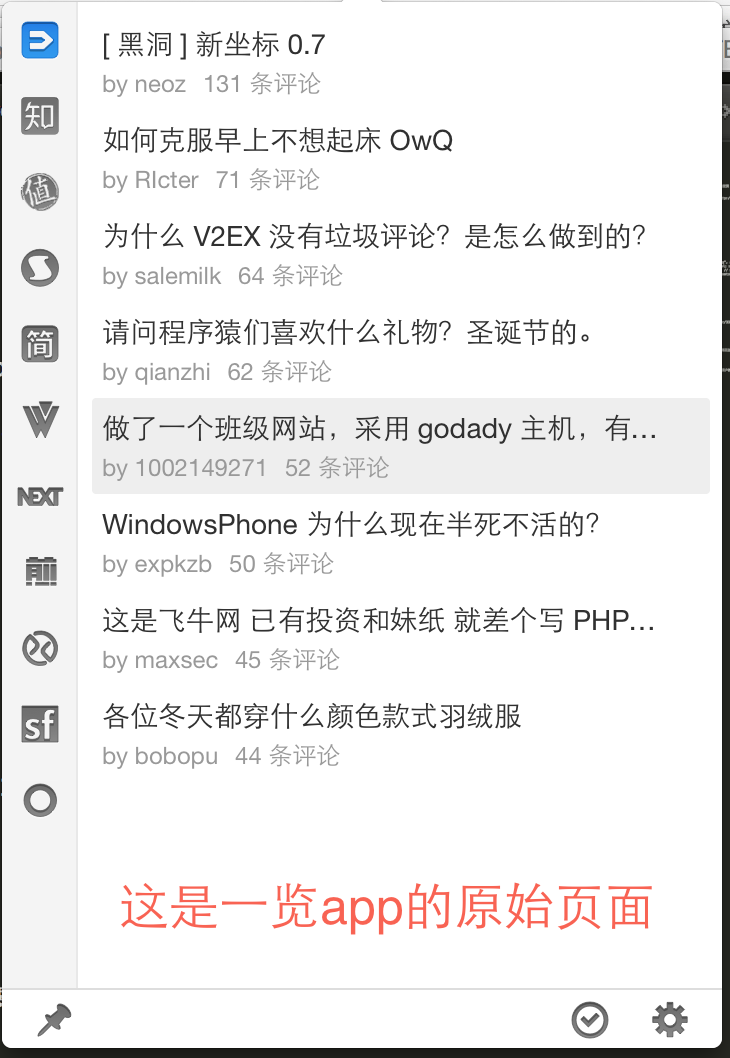 [ 黑洞 ] 新坐标 0.7
by neoz 131 条评论
知
如何克服早上不想起床 OwQ
by RIcter 71 条评论
值
为什么 V2EX 没有垃圾评论？是怎么做到的？
by salemilk 64 条评论
请问程序猿们喜欢什么礼物？圣诞节的。
by qianzhi 62 条评论
简
做了一个班级网站，采用 godady 主机，有...
by 1002149271 52 条评论
NEXT
WindowsPhone 为什么现在半死不活的？
by expkzb 50 条评论
前
这是飞牛网 已有投资和妹纸 就差个写 PHP...
by maxsec 45 条评论
sf
各位冬天都穿什么颜色款式羽绒服
by bobopu 44 条评论
这是一览app的原始页面